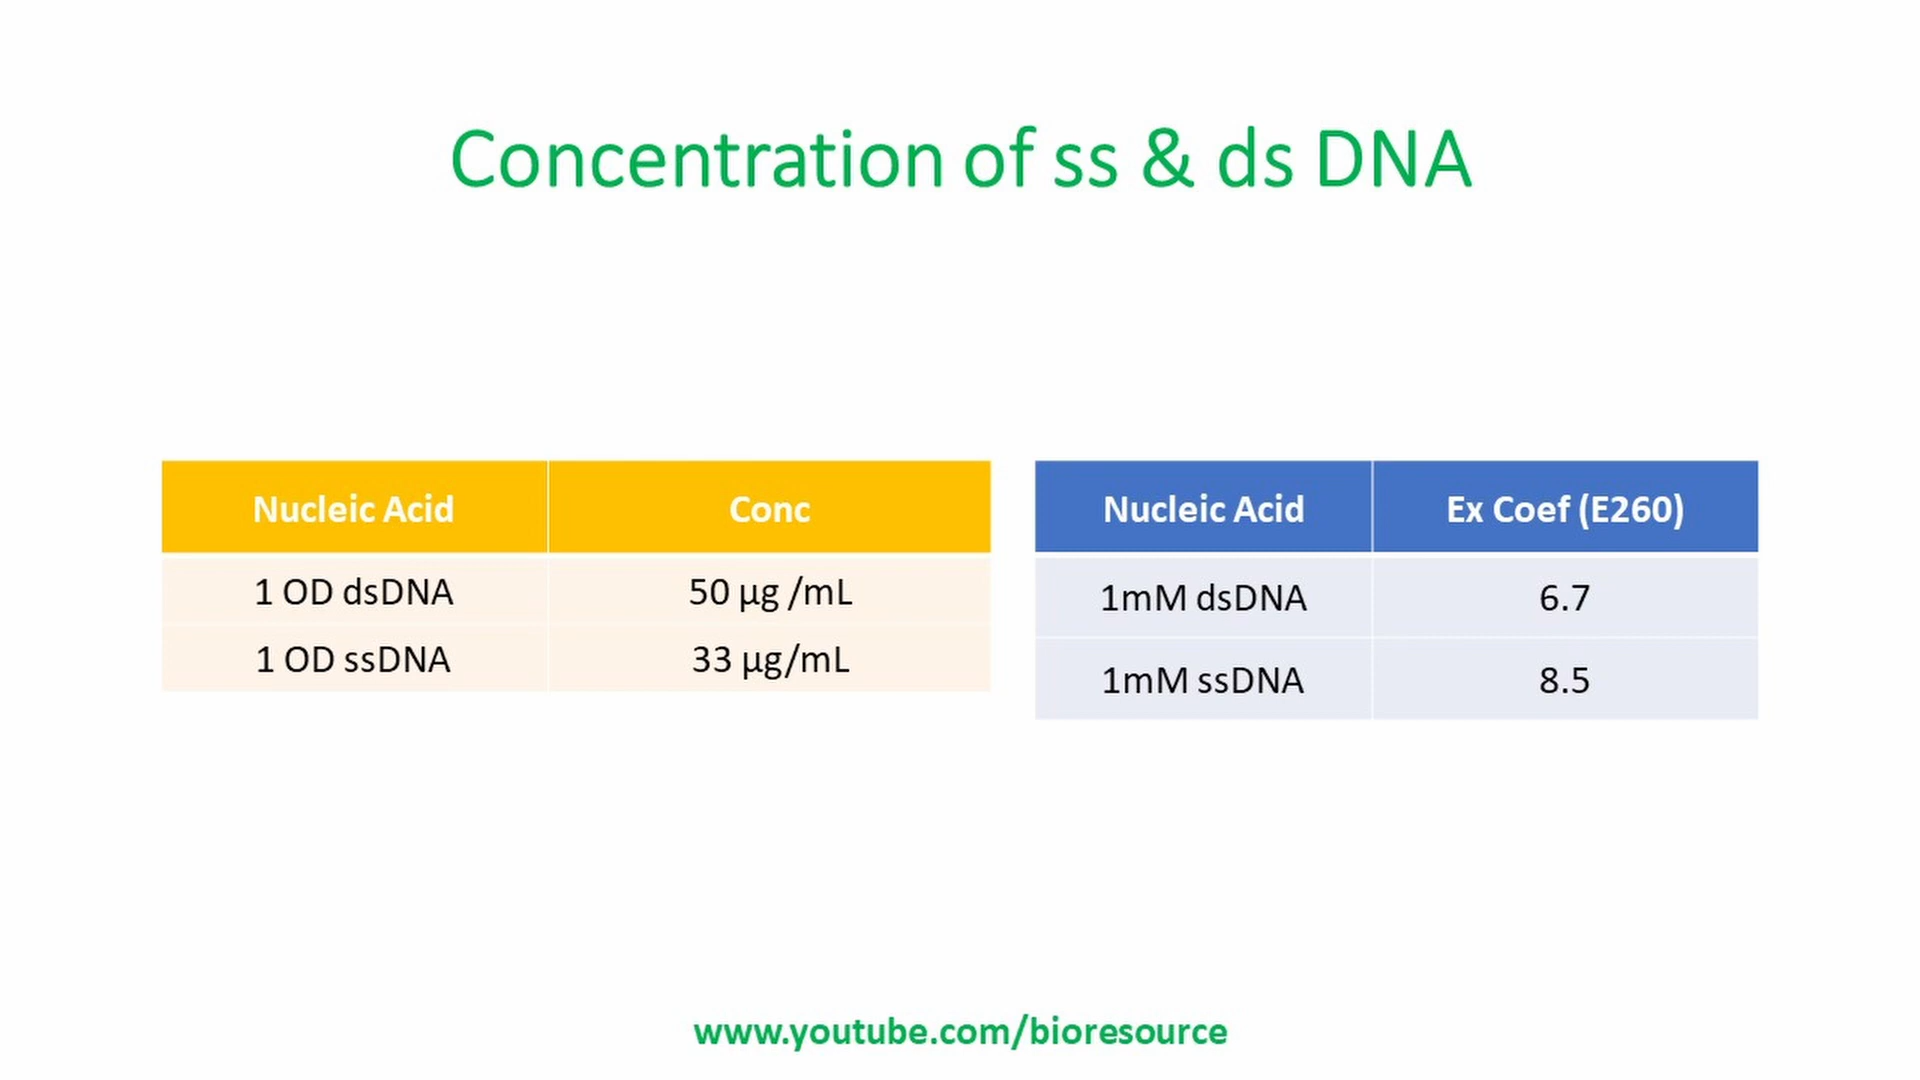 Concentration of ss & ds DNA
Nucleic Acid Conc
1 OD dsDNA 50 µg /mL
1 OD ssDNA 33 µg/mL
Nucleic Acid Ex Coef (E260)
1mM dsDNA 6.7
1mM ssDNA 8.5
www.youtube.com/bioresource